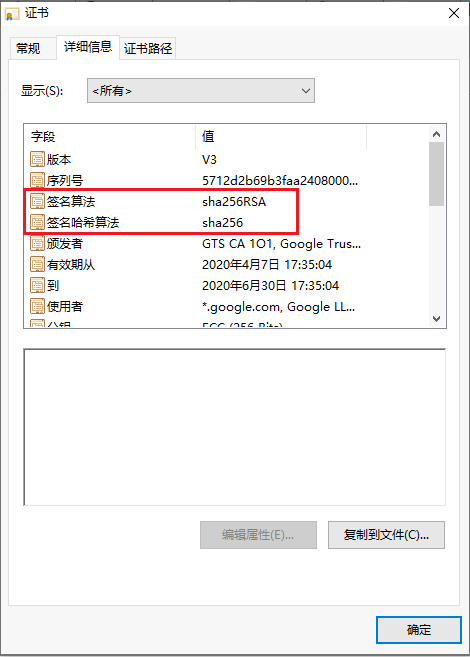 证书
常规 详细信息 证书路径
显示(S): <所有>
字段 值
版本 V3
序列号 5712d2b69b3faa2408000...
签名算法 sha256RSA
签名哈希算法 sha256
颁发者 GTS CA 1O1, Google Trus...
有效期从 2020年4月7日 17:35:04
到 2020年6月30日 17:35:04
使用者 *.google.com, Google LL...
公钥 ECC (256 Bits)
编辑属性(E)... 复制到文件(C)...
确定